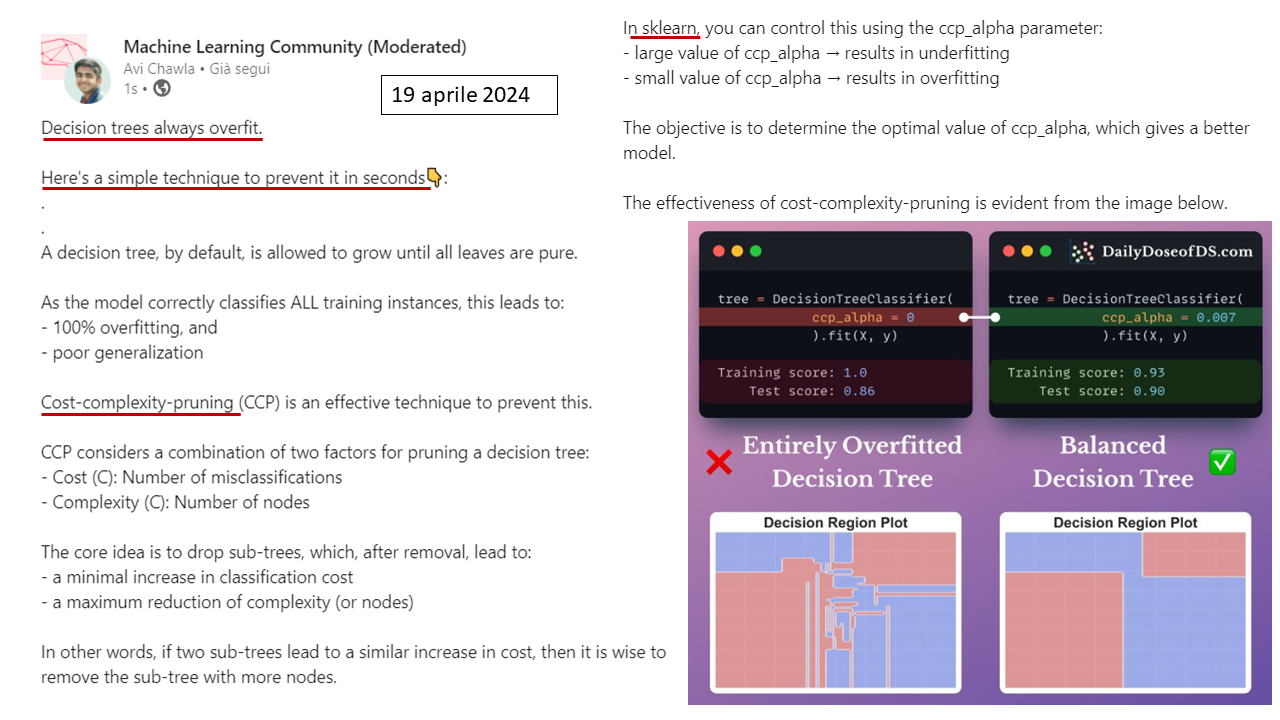 Machine Learning Community (Moderated)
Avi Chawla • Già segui
1s •
19 aprile 2024
Decision trees always overfit.
Here's a simple technique to prevent it in seconds👇:
.
.
A decision tree, by default, is allowed to grow until all leaves are pure.
As the model correctly classifies ALL training instances, this leads to:
- 100% overfitting, and
- poor generalization
Cost-complexity-pruning (CCP) is an effective technique to prevent this.
CCP considers a combination of two factors for pruning a decision tree:
- Cost (C): Number of misclassifications
- Complexity (C): Number of nodes
The core idea is to drop sub-trees, which, after removal, lead to:
- a minimal increase in classification cost
- a maximum reduction of complexity (or nodes)
In other words, if two sub-trees lead to a similar increase in cost, then it is wise to
remove the sub-tree with more nodes.
In sklearn, you can control this using the ccp_alpha parameter:
- large value of ccp_alpha → results in underfitting
- small value of ccp_alpha → results in overfitting
The objective is to determine the optimal value of ccp_alpha, which gives a better
model.
The effectiveness of cost-complexity-pruning is evident from the image below.
tree = DecisionTreeClassifier(
ccp_alpha = 0
).fit(X, y)
Training score: 1.0
Test score: 0.86
Entirely Overfitted
Decision Tree
Decision Region Plot
DailyDoseofDS.com
tree = DecisionTreeClassifier(
ccp_alpha = 0.007
).fit(X, y)
Training score: 0.93
Test score: 0.90
Balanced
Decision Tree
Decision Region Plot